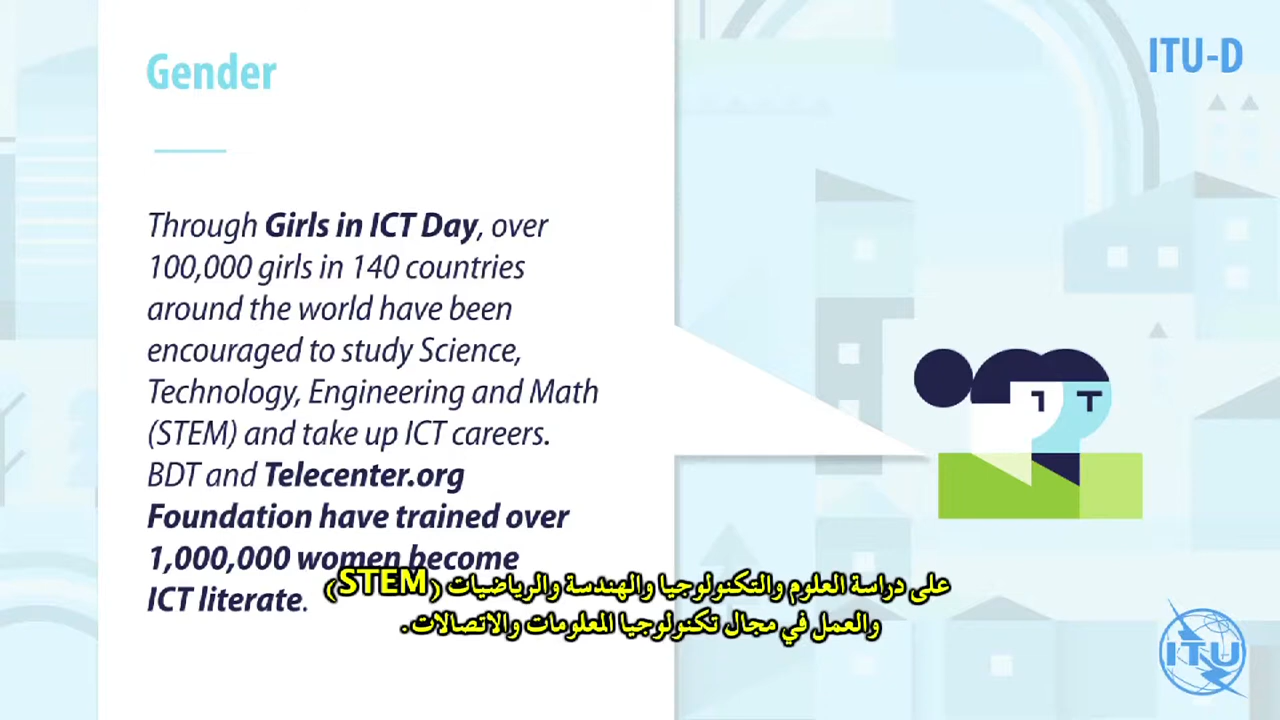 Gender
ITU-D
Through Girls in ICT Day, over
100,000 girls in 140 countries
around the world have been
encouraged to study Science,
Technology, Engineering and Math
(STEM) and take up ICT careers.
BDT and Telecenter.org
Foundation have trained over
1,000,000 women become
ICT literate.
على دراسة العلوم والتكنولوجيا والهندسة والرياضيات (STEM)
والعمل في مجال تكنولوجيا المعلومات والاتصالات.
ITU